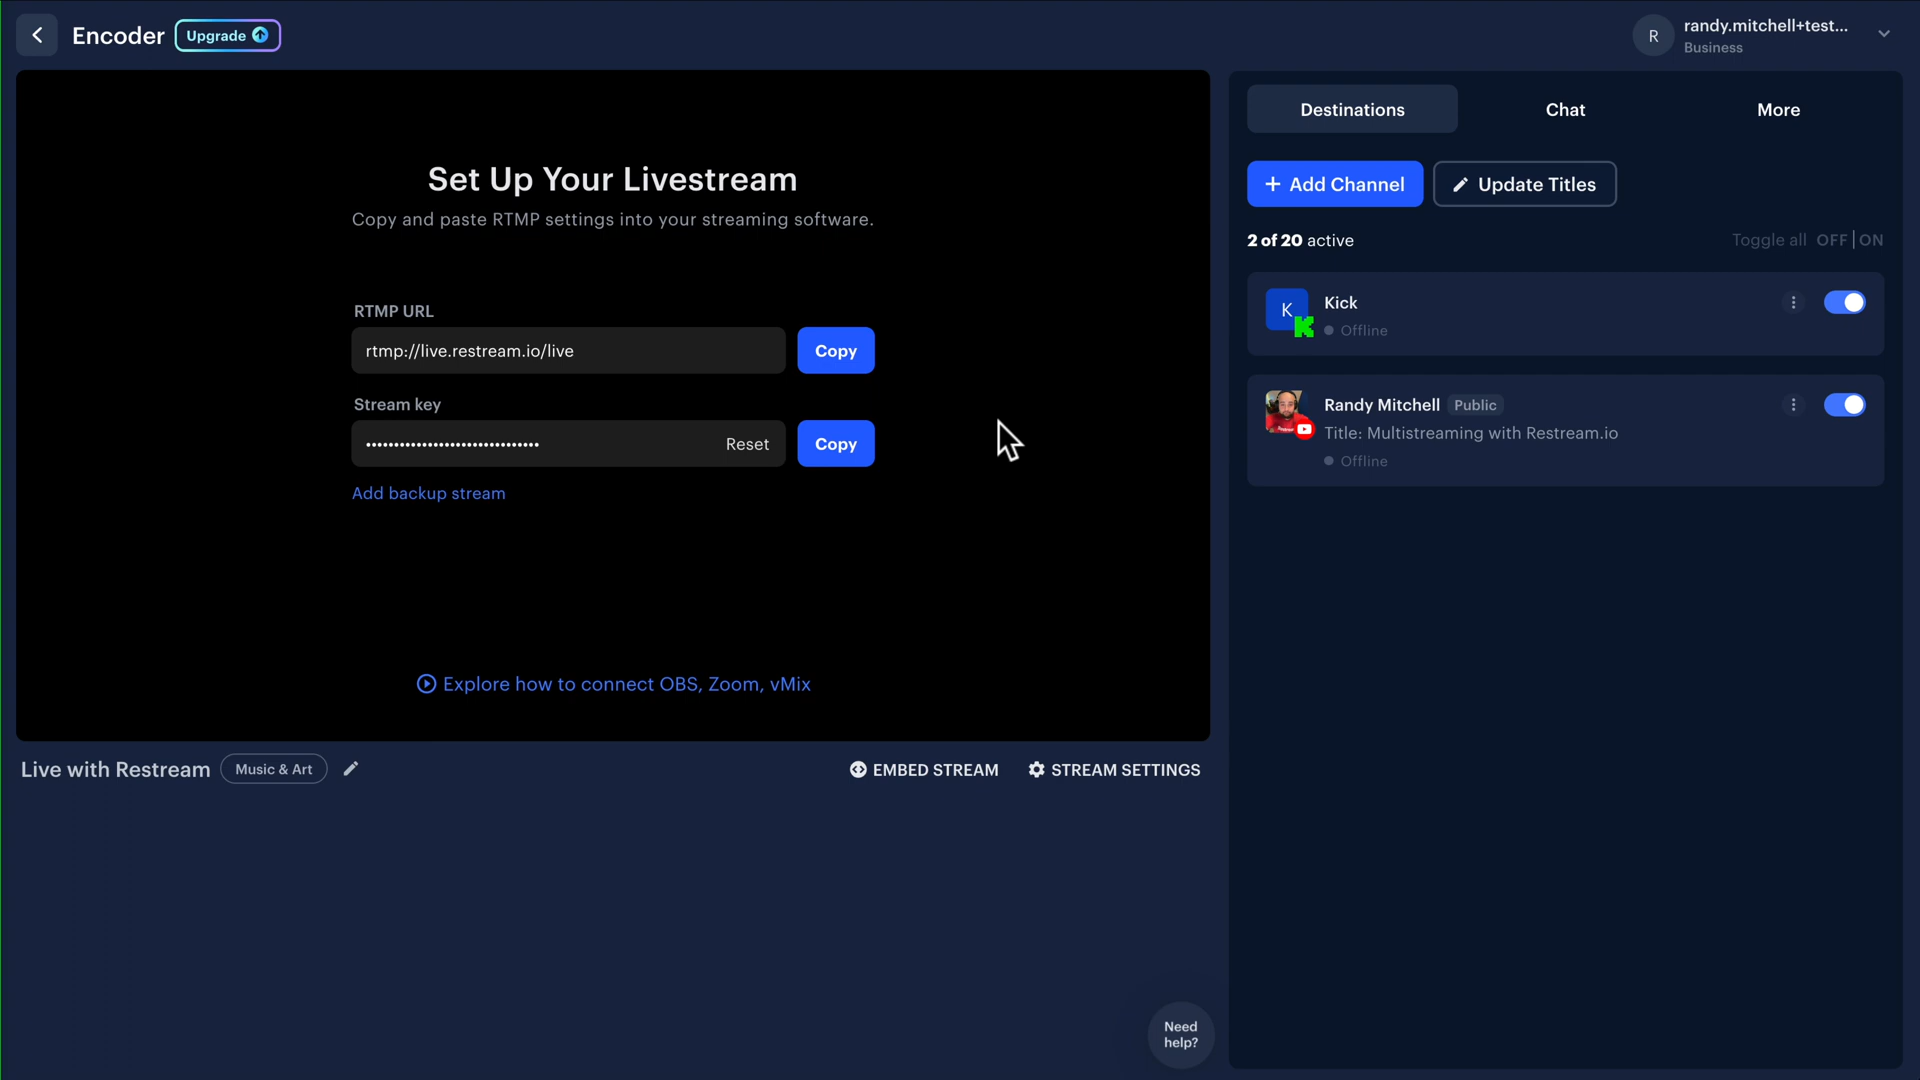 Encoder
Upgrade
R
randy.mitchell+test...
Business
Set Up Your Livestream
Copy and paste RTMP settings into your streaming software.
RTMP URL
rtmp://live.restream.io/live
Copy
Stream key
••••••••••••••••••••••••••••••••
Reset
Copy
Add backup stream
Explore how to connect OBS, Zoom, vMix
Live with Restream
Music & Art
EMBED STREAM
STREAM SETTINGS
Need
help?
Destinations
Chat
More
+ Add Channel
Update Titles
2 of 20 active
Toggle all OFF | ON
K
K
Kick
Offline
Randy Mitchell
Public
Title: Multistreaming with Restream.io
Offline